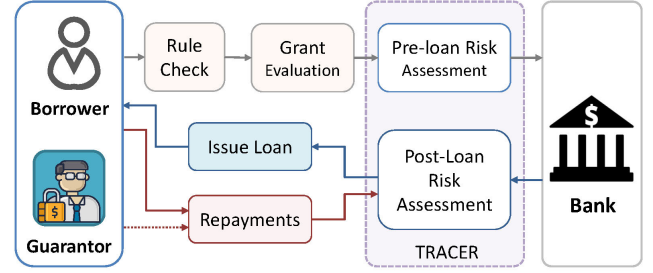 Borrower
Guarantor
Rule
Check
Grant
Evaluation
Pre-loan Risk
Assessment
Issue Loan
Repayments
Post-Loan
Risk
Assessment
TRACER
$
Bank
$